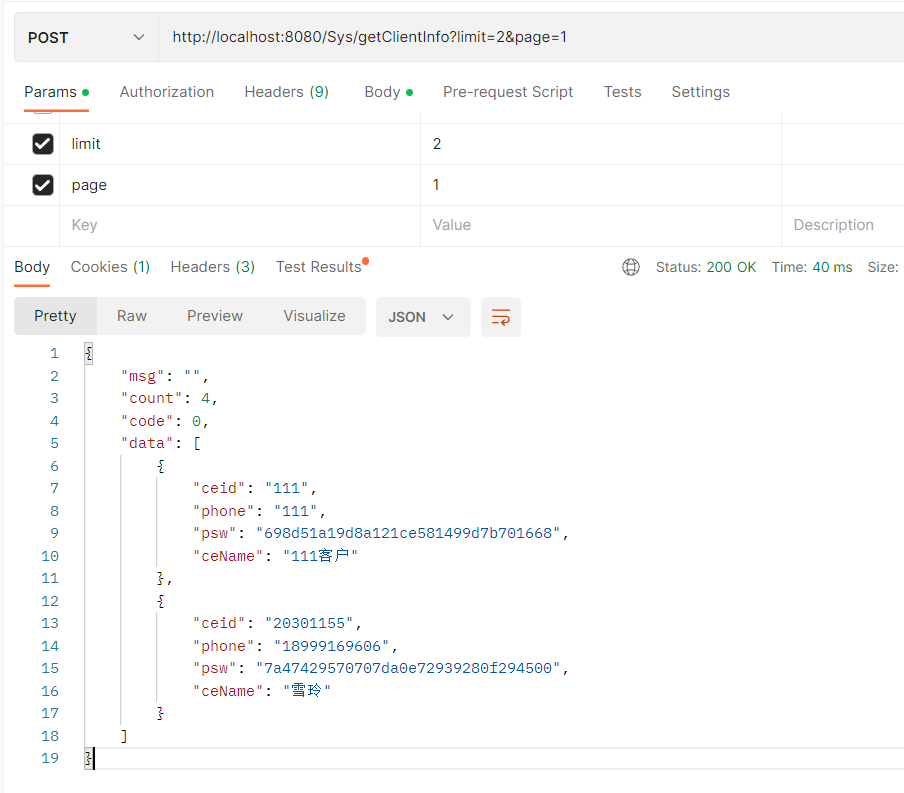 POST http://localhost:8080/Sys/getClientInfo?limit=2&page=1
Params Authorization Headers (9) Body Pre-request Script Tests Settings
limit 2
page 1
Key Value Description
Body Cookies (1) Headers (3) Test Results Status: 200 OK Time: 40 ms Size:
Pretty Raw Preview Visualize JSON
1 {
2 "msg": "",
3 "count": 4,
4 "code": 0,
5 "data": [
6 {
7 "ceid": "111",
8 "phone": "111",
9 "psw": "698d51a19d8a121ce581499d7b701668",
10 "ceName": "111客户"
11 },
12 {
13 "ceid": "20301155",
14 "phone": "18999169606",
15 "psw": "7a47429570707da0e72939280f294500",
16 "ceName": "雪玲"
17 }
18 ]
19 }